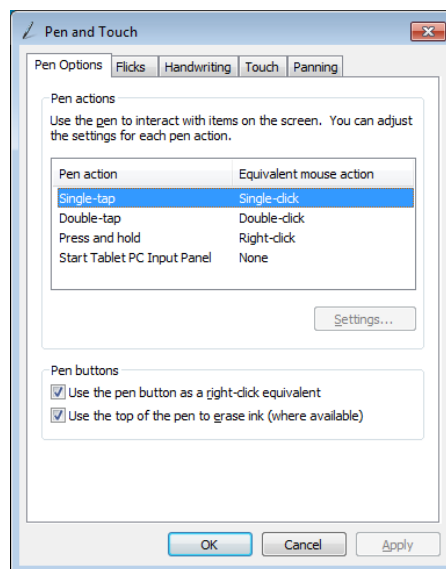 Pen and Touch
Pen Options Flicks Handwriting Touch Panning
Pen actions
Use the pen to interact with items on the screen. You can adjust
the settings for each pen action.
Pen action Equivalent mouse action
Single-tap Single-click
Double-tap Double-click
Press and hold Right-click
Start Tablet PC Input Panel None
Settings...
Pen buttons
Use the pen button as a right-click equivalent
Use the top of the pen to erase ink (where available)
OK Cancel Apply